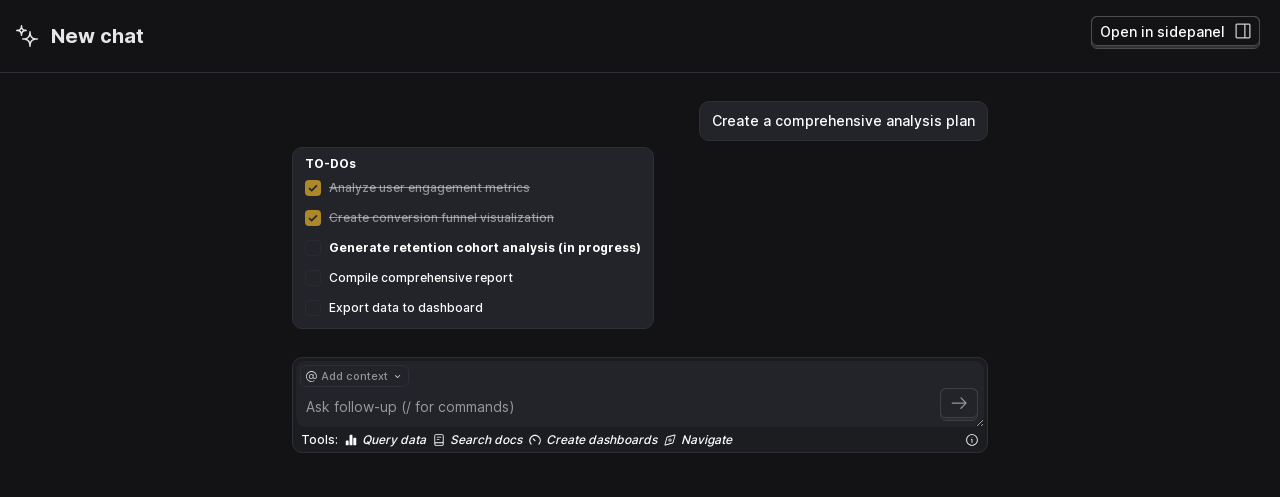 New chat
Open in sidepanel
Create a comprehensive analysis plan
TO-DOs
Analyze user engagement metrics
Create conversion funnel visualization
Generate retention cohort analysis (in progress)
Compile comprehensive report
Export data to dashboard
@ Add context
Ask follow-up (/ for commands)
Tools: Query data Search docs Create dashboards Navigate